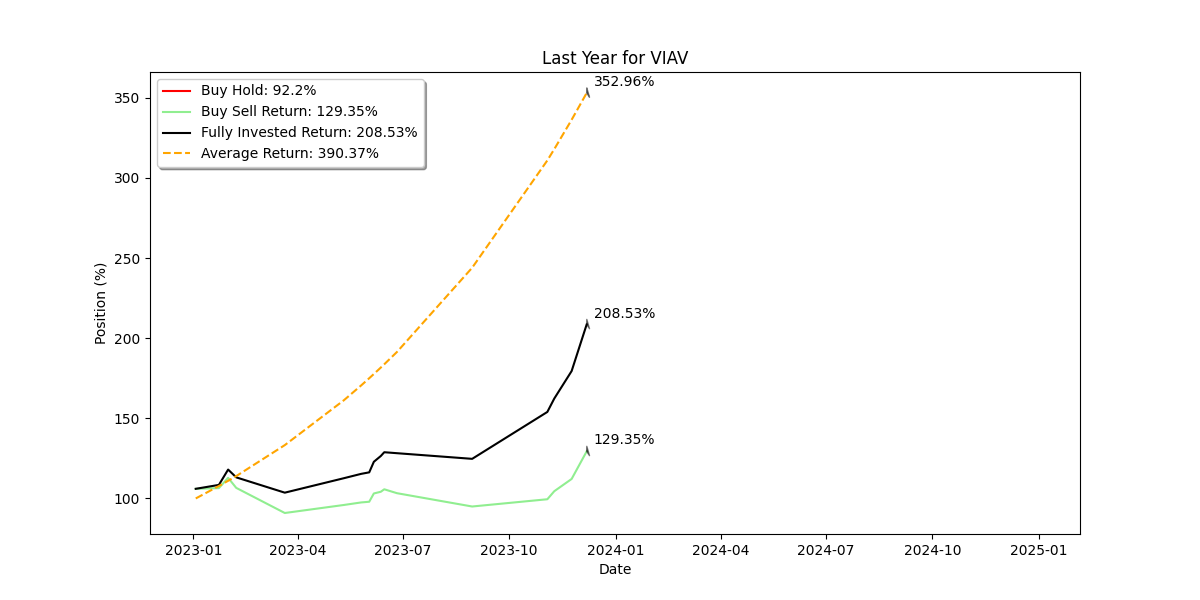 Last Year for VIAV
352.96%
Buy Hold: 92.2%
Buy Sell Return: 129.35%
Fully Invested Return: 208.53%
Average Return: 390.37%
350
300
250
200
150
100
208.53%
129.35%
Position (%)
2023-01
2023-04
2023-07
2023-10
2024-01
2024-04
2024-07
2024-10
2025-01
Date